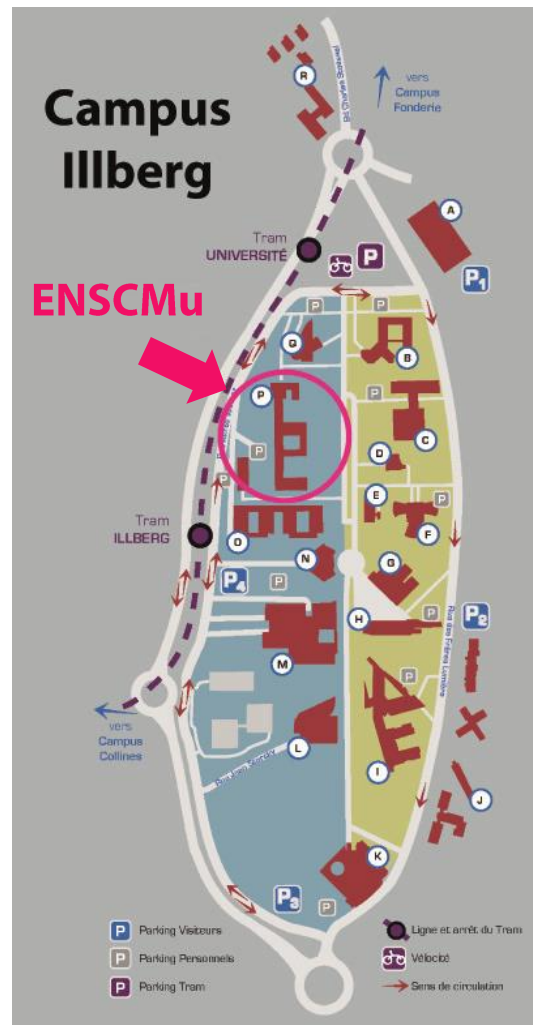 Campus
Illberg
R
vers
Campus
Fonderie
A
Tram
UNIVERSITÉ
P
P1
ENSCMu
P
P
Q
B
P
P
C
D
P
P
E
P
F
Tram
ILLBERG
O
N
G
P4
P
H
P
P2
Rue des Frères Lumière
M
P
vers
Campus
Collines
L
I
J
K
P3
P
P Parking Visiteurs
P Parking Personnels
P Parking Tram
Ligne et arrêt du Tram
Vélocité
Sens de circulation